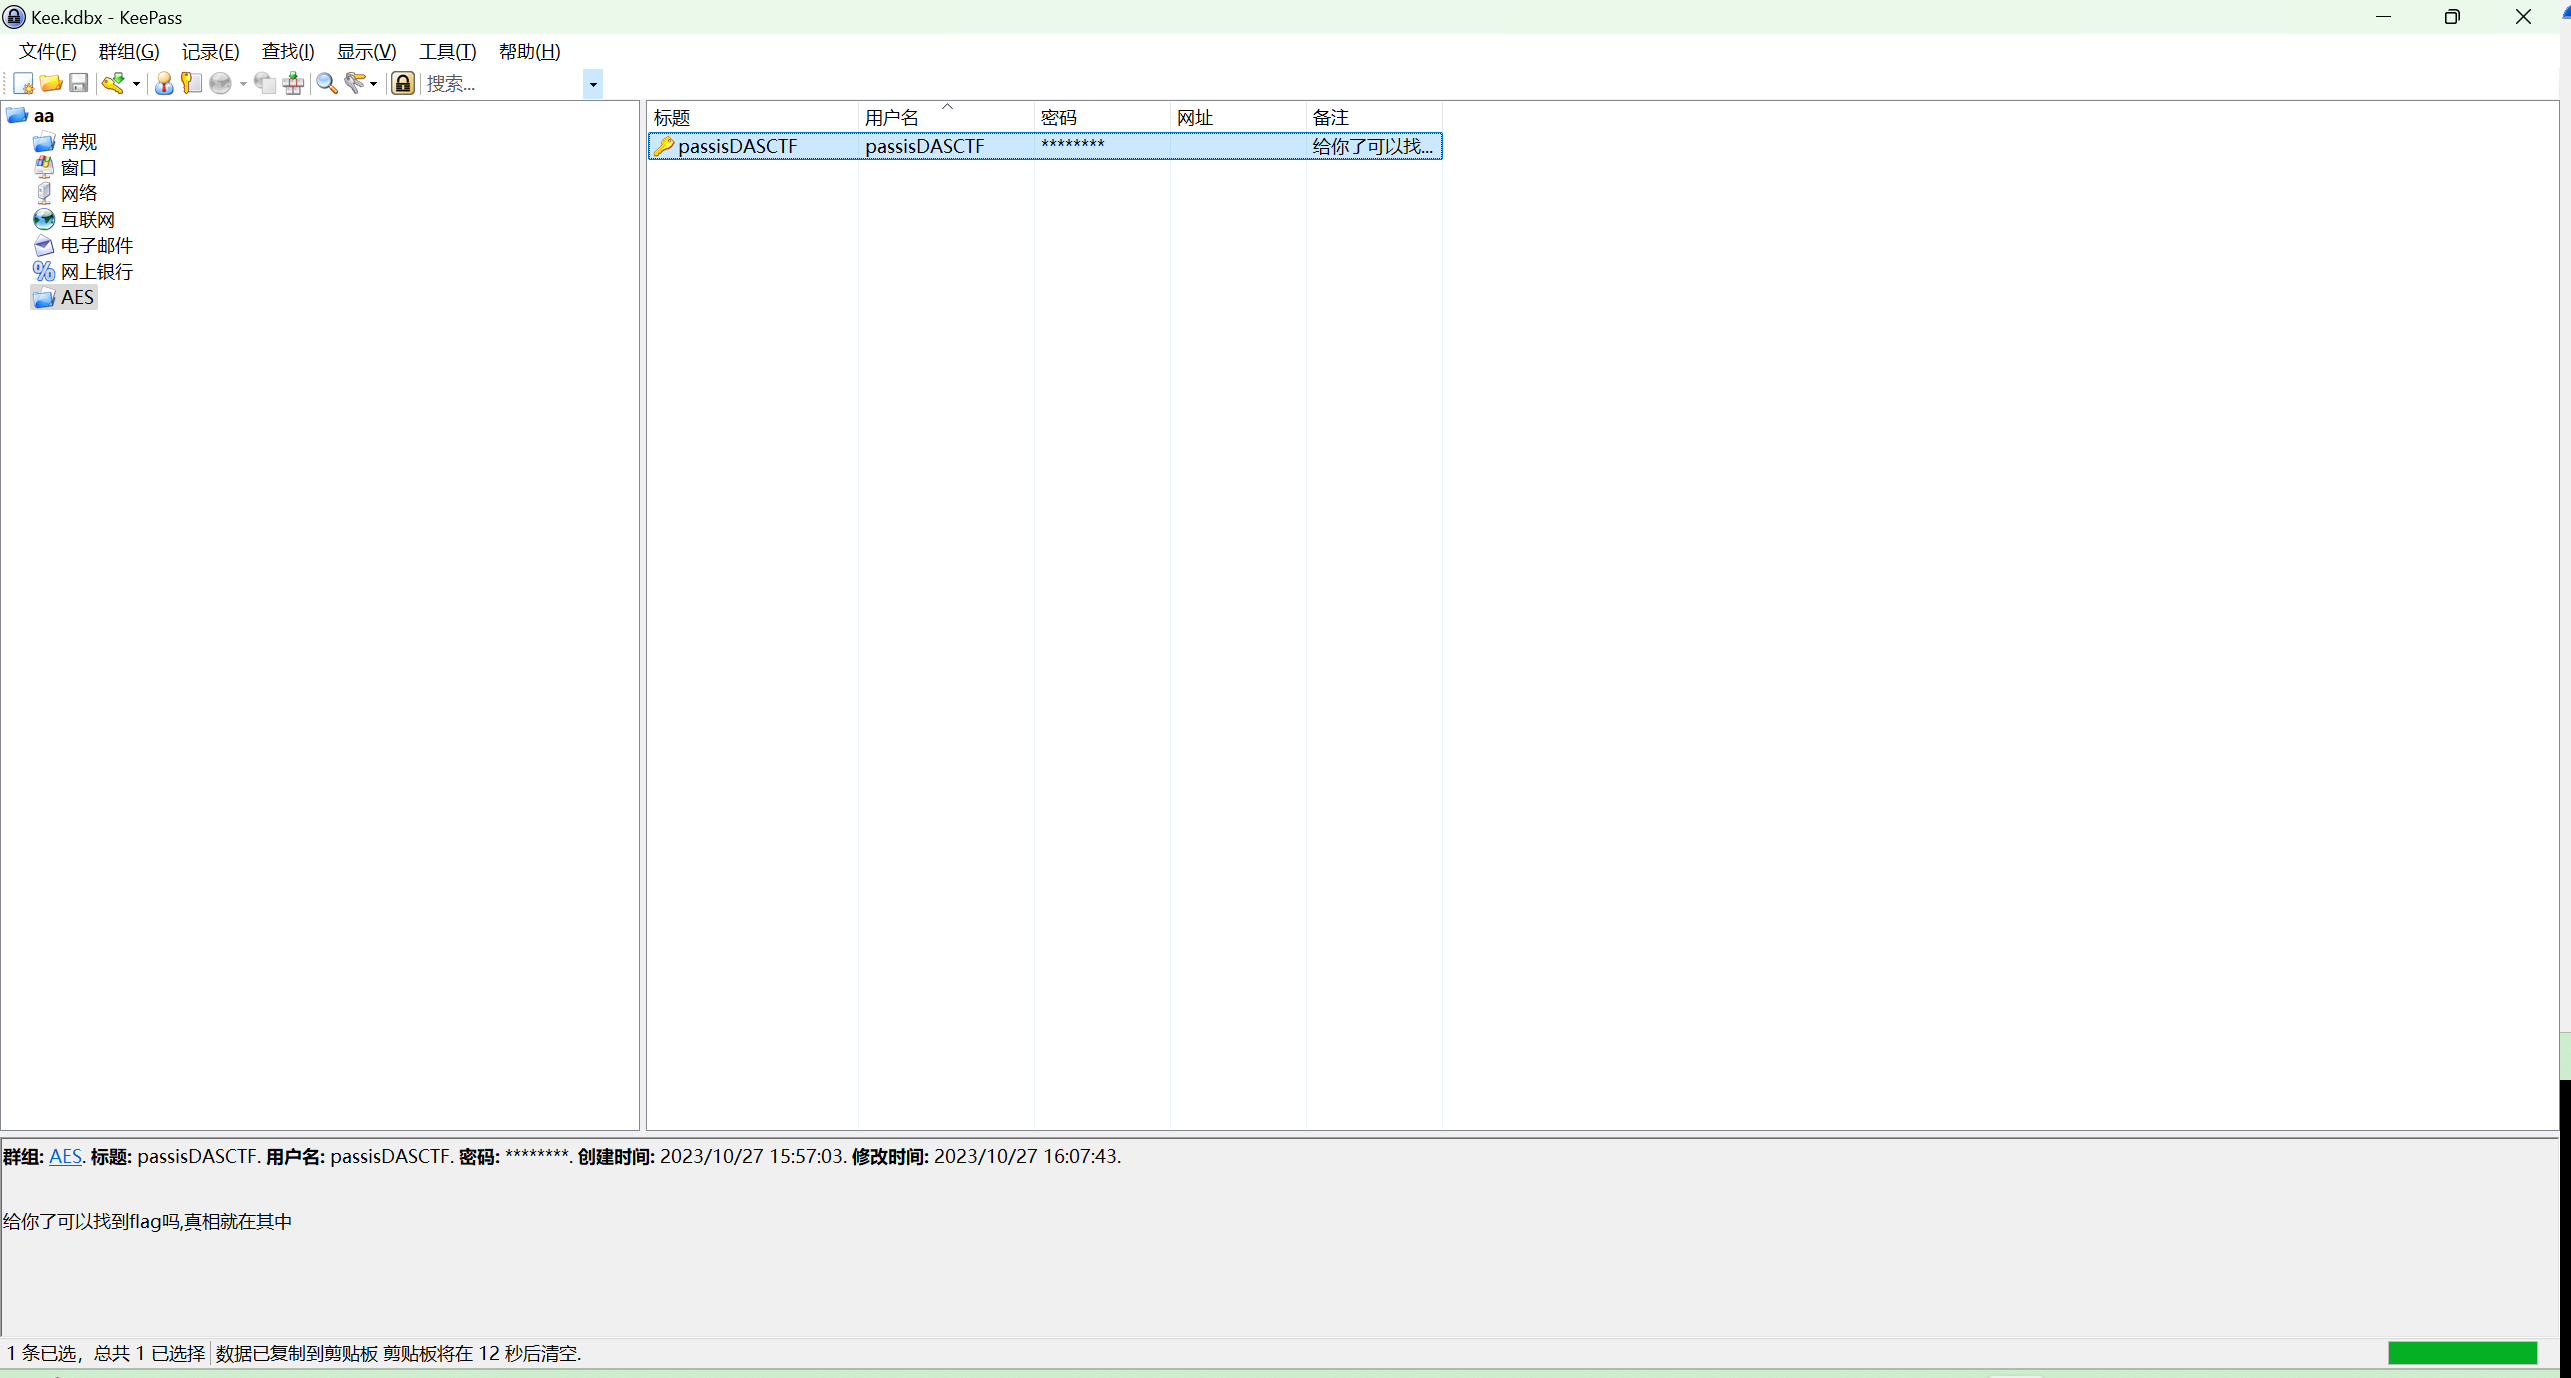 Kee.kdbx - KeePass
文件(F) 群组(G) 记录(E) 查找(I) 显示(V) 工具(T) 帮助(H)
搜索...
aa
常规
窗口
网络
互联网
电子邮件
网上银行
AES
标题 用户名 密码 网址 备注
passisDASCTF passisDASCTF ******** 给你了可以找...
群组: AES. 标题: passisDASCTF. 用户名: passisDASCTF. 密码: ********. 创建时间: 2023/10/27 15:57:03. 修改时间: 2023/10/27 16:07:43.
给你了可以找到flag吗,真相就在其中
1 条已选，总共 1 已选择 数据已复制到剪贴板 剪贴板将在 12 秒后清空.